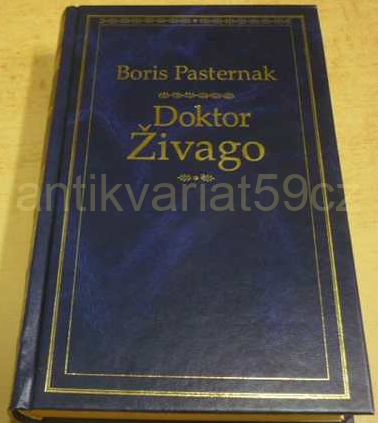 Boris Pasternak
Doktor
Živago
antikvariat59cz